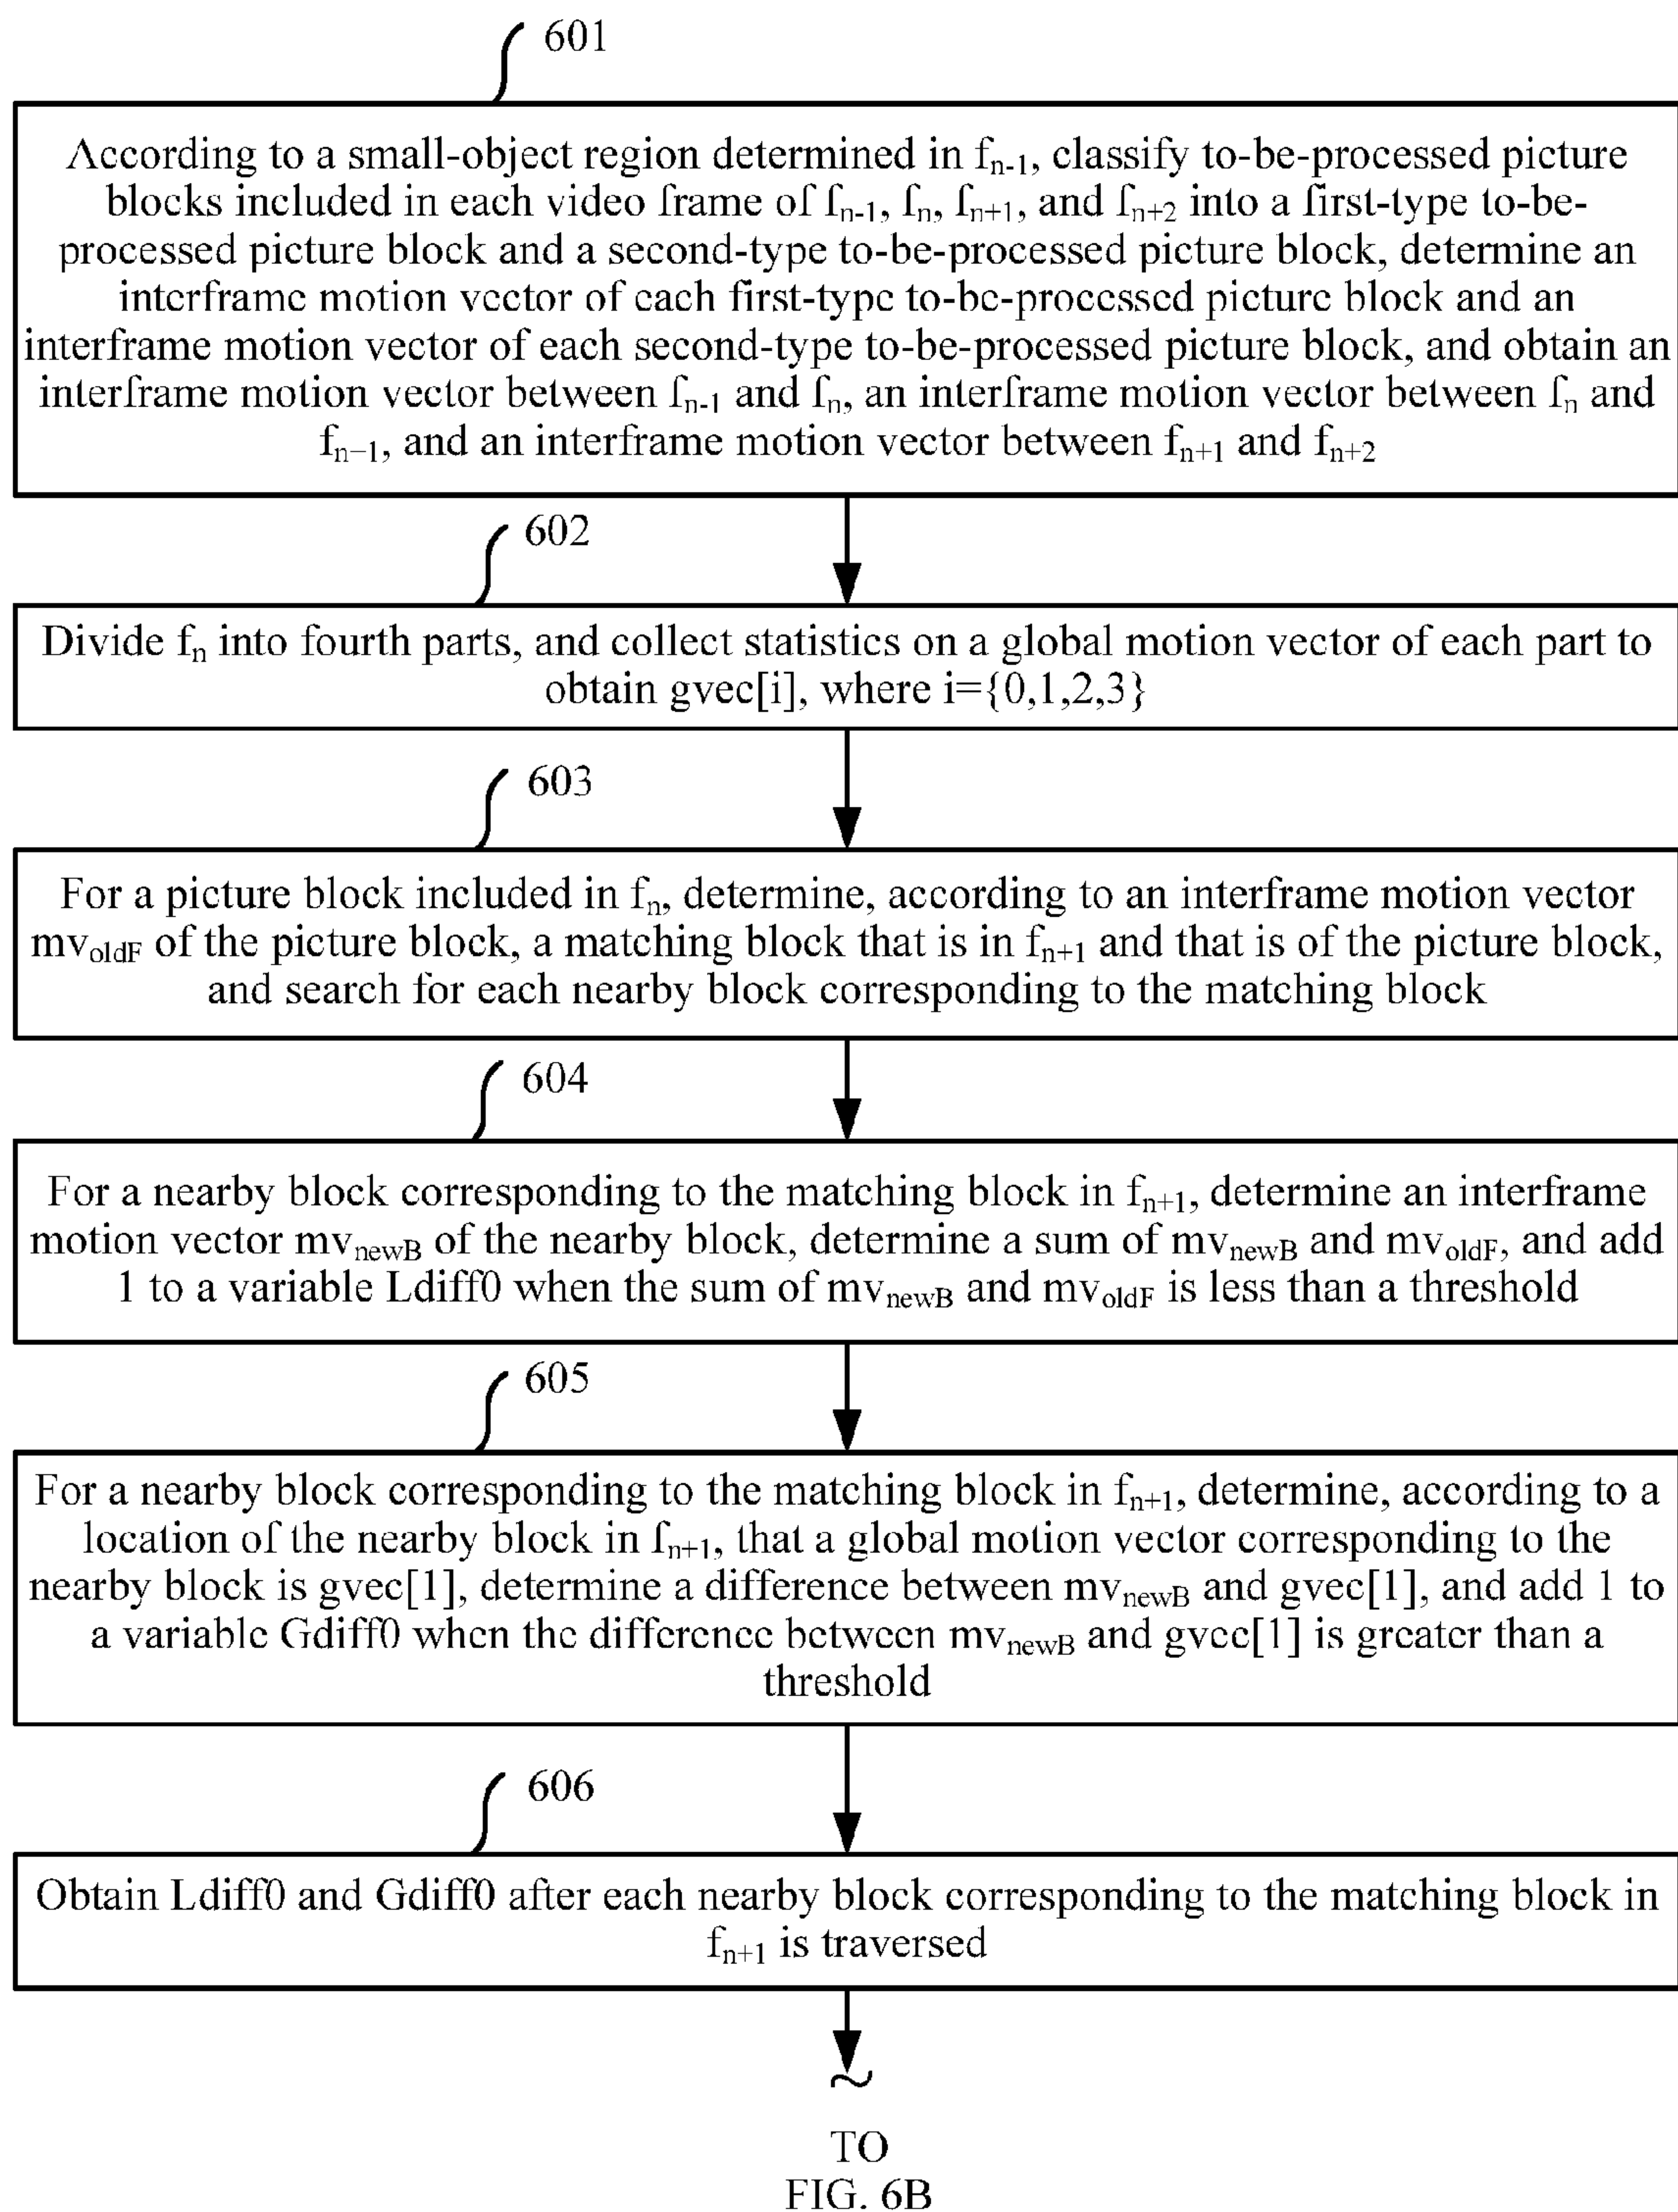 601
According to a small-object region determined in fn-1, classify to-be-processed picture
blocks included in each video frame of fn-1, fn, fn+1, and fn+2 into a first-type to-be-
processed picture block and a second-type to-be-processed picture block, determine an
interframe motion vector of each first-type to-be-processed picture block and an
interframe motion vector of each second-type to-be-processed picture block, and obtain an
interframe motion vector between fn-1 and fn, an interframe motion vector between fn and
fn−1, and an interframe motion vector between fn+1 and fn+2
602
Divide fn into fourth parts, and collect statistics on a global motion vector of each part to
obtain gvec[i], where i={0,1,2,3}
603
For a picture block included in fn, determine, according to an interframe motion vector
mvoldF of the picture block, a matching block that is in fn+1 and that is of the picture block,
and search for each nearby block corresponding to the matching block
604
For a nearby block corresponding to the matching block in fn+1, determine an interframe
motion vector mvnewB of the nearby block, determine a sum of mvnewB and mvoldF, and add
1 to a variable Ldiff0 when the sum of mvnewB and mvoldF is less than a threshold
605
For a nearby block corresponding to the matching block in fn+1, determine, according to a
location of the nearby block in fn+1, that a global motion vector corresponding to the
nearby block is gvec[1], determine a difference between mvnewB and gvec[1], and add 1 to
a variable Gdiff0 when the difference between mvnewB and gvec[1] is greater than a
threshold
606
Obtain Ldiff0 and Gdiff0 after each nearby block corresponding to the matching block in
fn+1 is traversed
~
TO
FIG. 6B